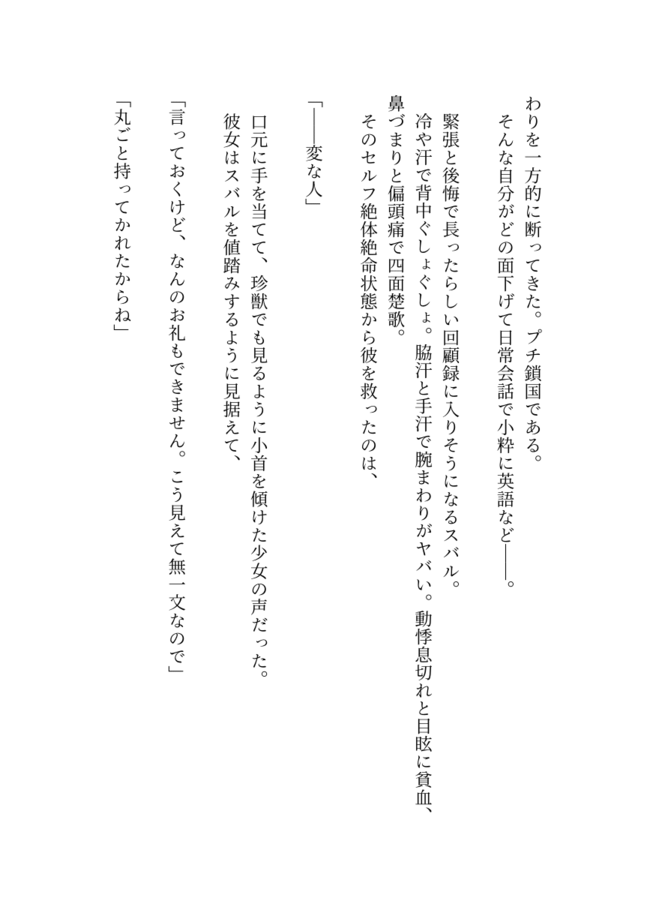 わりを一方的に断ってきた。プチ鎖国である。
そんな自分がどの面下げて日常会話で小粋に英語など――。
緊張と後悔で長ったらしい回顧録に入りそうになるスバル。
冷や汗で背中ぐしょぐしょ。脇汗と手汗で腕まわりがヤバい。動悸息切れと目眩に貧血、
鼻づまりと偏頭痛で四面楚歌。
そのセルフ絶体絶命状態から彼を救ったのは、
「――変な人」
口元に手を当てて、珍獣でも見るように小首を傾けた少女の声だった。
彼女はスバルを値踏みするように見据えて、
「言っておくけど、なんのお礼もできません。こう見えて無一文なので」
「丸ごと持ってかれたからね」